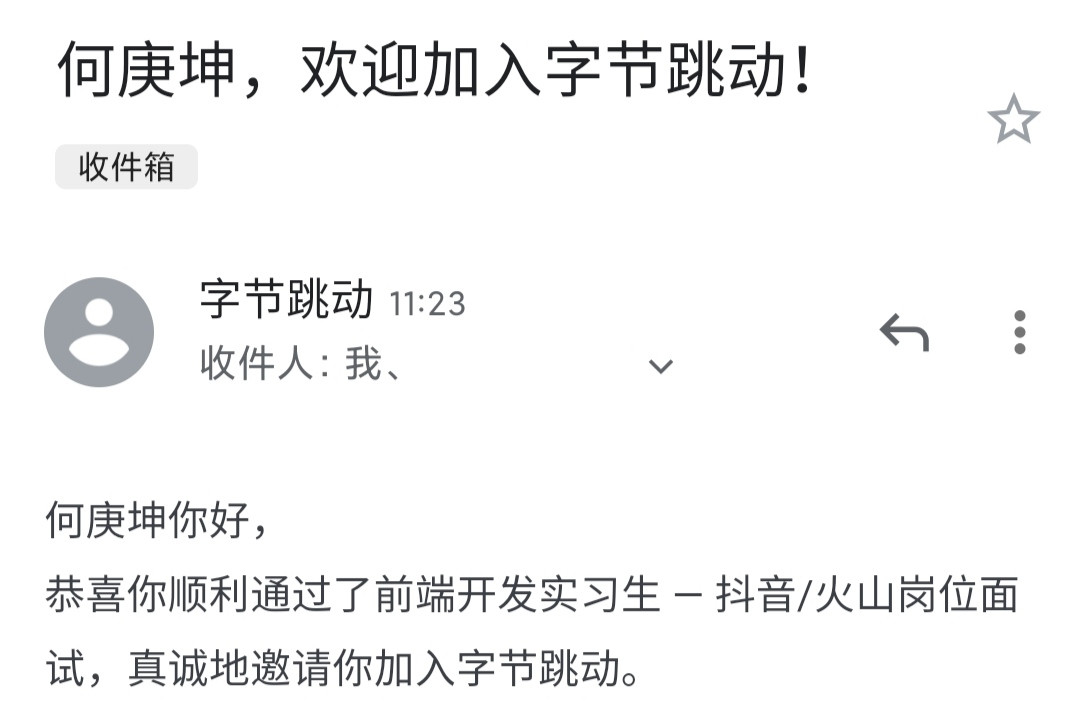 何庚坤，欢迎加入字节跳动！
收件箱
字节跳动 11:23
收件人：我、
何庚坤你好，
恭喜你顺利通过了前端开发实习生 – 抖音/火山岗位面
试，真诚地邀请你加入字节跳动。